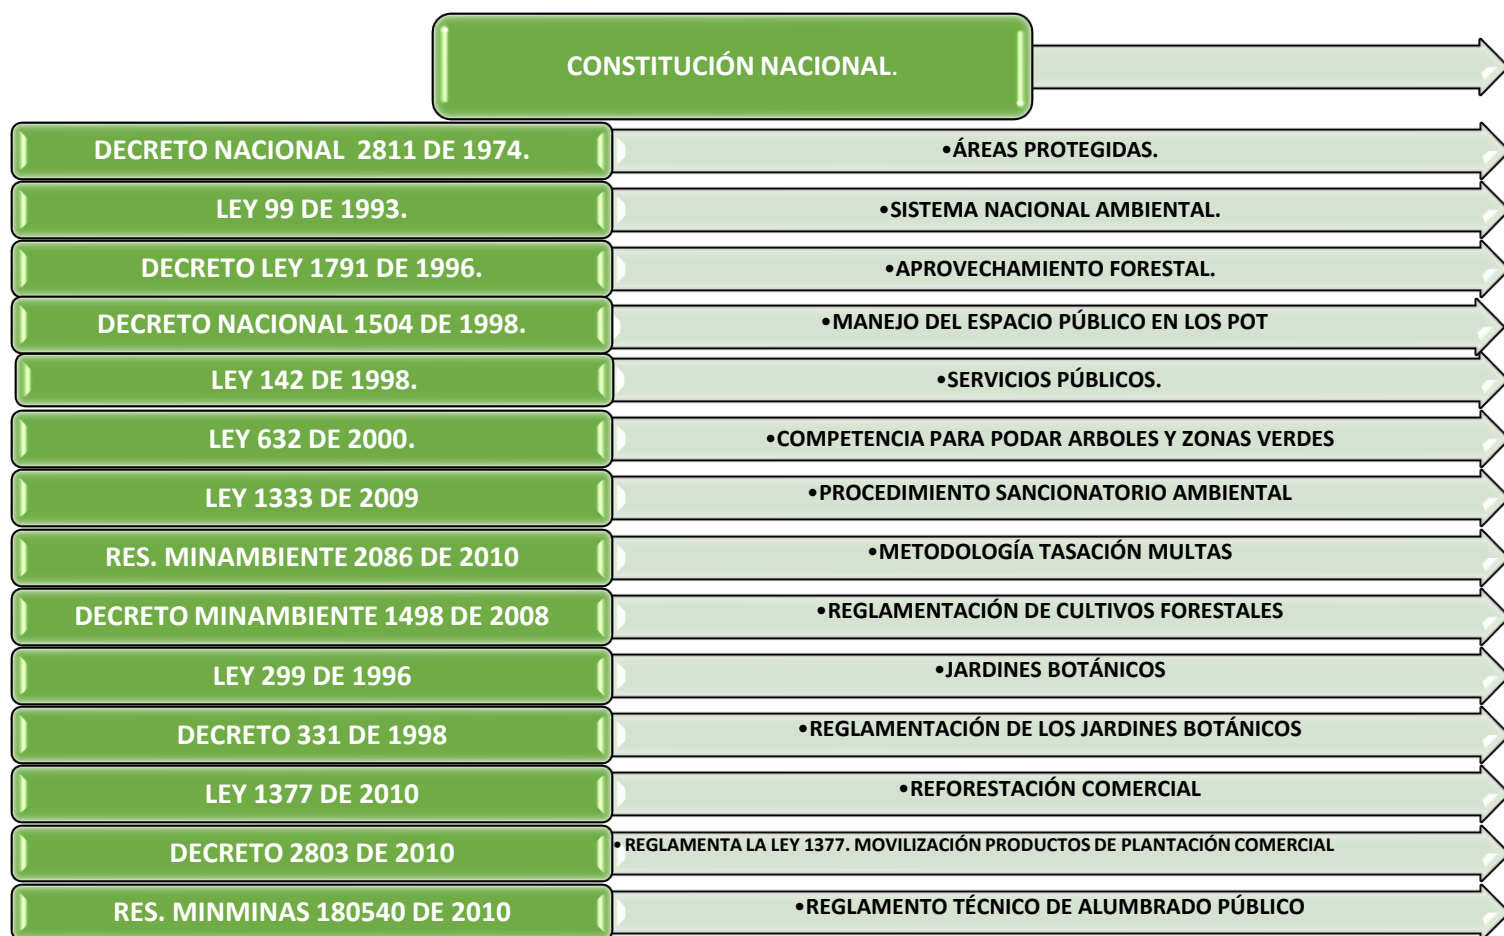 CONSTITUCIÓN NACIONAL.
DECRETO NACIONAL 2811 DE 1974.
•ÁREAS PROTEGIDAS.
LEY 99 DE 1993.
•SISTEMA NACIONAL AMBIENTAL.
DECRETO LEY 1791 DE 1996.
•APROVECHAMIENTO FORESTAL.
DECRETO NACIONAL 1504 DE 1998.
•MANEJO DEL ESPACIO PÚBLICO EN LOS POT
LEY 142 DE 1998.
•SERVICIOS PÚBLICOS.
LEY 632 DE 2000.
•COMPETENCIA PARA PODAR ARBOLES Y ZONAS VERDES
LEY 1333 DE 2009
•PROCEDIMIENTO SANCIONATORIO AMBIENTAL
RES. MINAMBIENTE 2086 DE 2010
•METODOLOGÍA TASACIÓN MULTAS
DECRETO MINAMBIENTE 1498 DE 2008
•REGLAMENTACIÓN DE CULTIVOS FORESTALES
LEY 299 DE 1996
•JARDINES BOTÁNICOS
DECRETO 331 DE 1998
•REGLAMENTACIÓN DE LOS JARDINES BOTÁNICOS
LEY 1377 DE 2010
•REFORESTACIÓN COMERCIAL
DECRETO 2803 DE 2010
• REGLAMENTA LA LEY 1377. MOVILIZACIÓN PRODUCTOS DE PLANTACIÓN COMERCIAL
RES. MINMINAS 180540 DE 2010
•REGLAMENTO TÉCNICO DE ALUMBRADO PÚBLICO